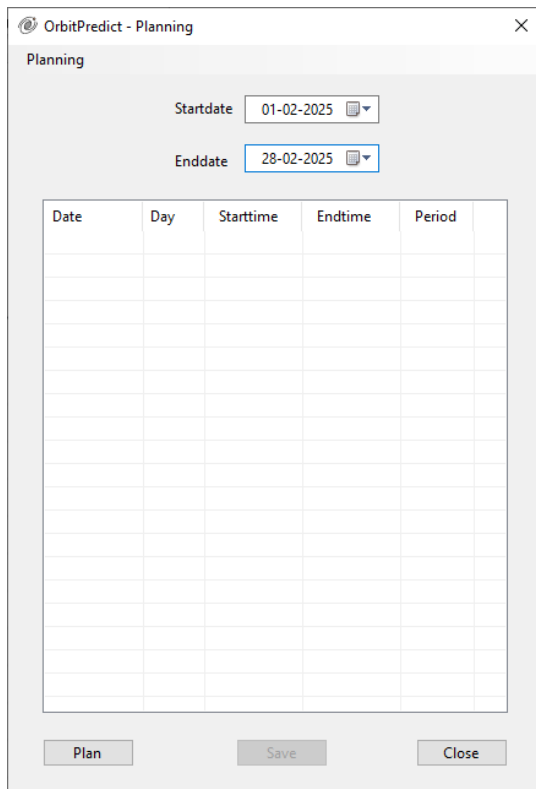 OrbitPredict - Planning
Planning
Startdate 01-02-2025
Enddate 28-02-2025
Date Day Starttime Endtime Period
Plan Save Close